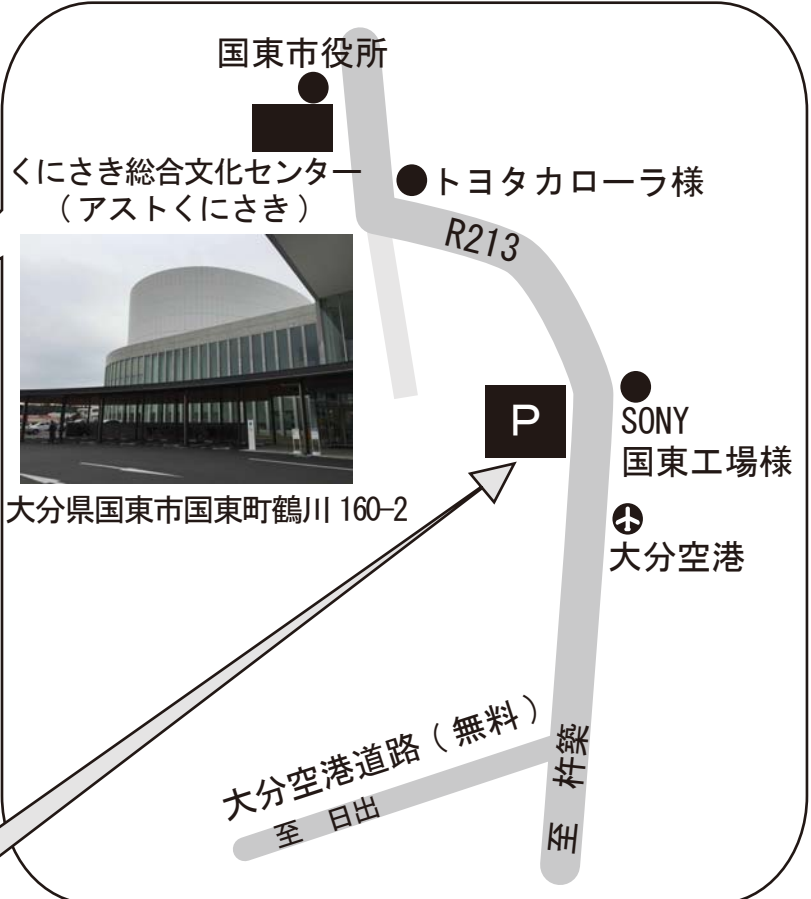 国東市役所
くにさき総合文化センター
（アストくにさき）
トヨタカローラ様
R213
P
SONY
国東工場様
大分県国東市国東町鶴川 160-2
大分空港
大分空港道路（無料）
至 日出
至 杵築